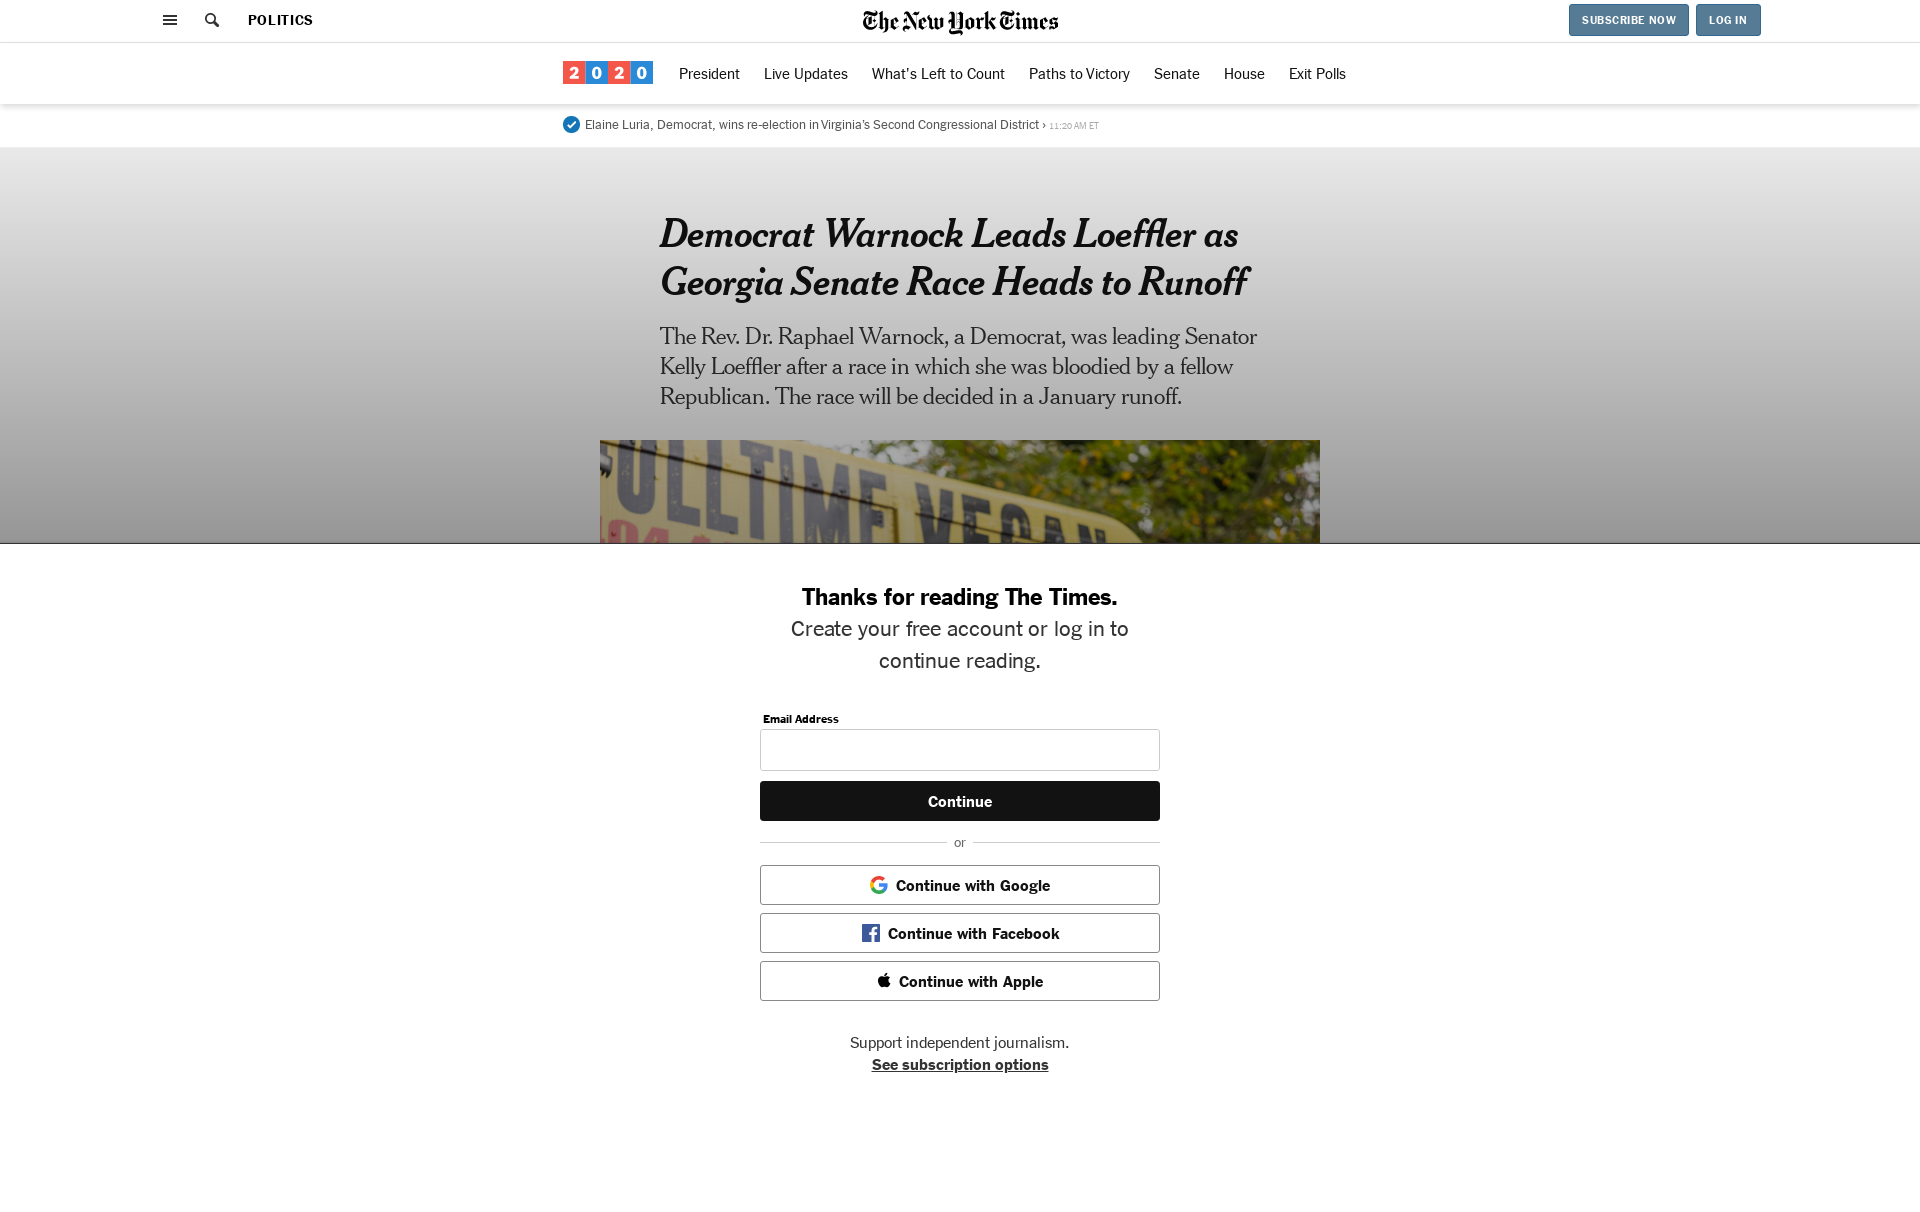 POLITICS
The New York Times
SUBSCRIBE NOW
LOG IN
2020
President
Live Updates
What's Left to Count
Paths to Victory
Senate
House
Exit Polls
Elaine Luria, Democrat, wins re-election in Virginia's Second Congressional District › 11:20 AM ET
Democrat Warnock Leads Loeffler as
Georgia Senate Race Heads to Runoff
The Rev. Dr. Raphael Warnock, a Democrat, was leading Senator
Kelly Loeffler after a race in which she was bloodied by a fellow
Republican. The race will be decided in a January runoff.
VEGAN
Thanks for reading The Times.
Create your free account or log in to
continue reading.
Email Address
Continue
or
Continue with Google
Continue with Facebook
Continue with Apple
Support independent journalism.
See subscription options